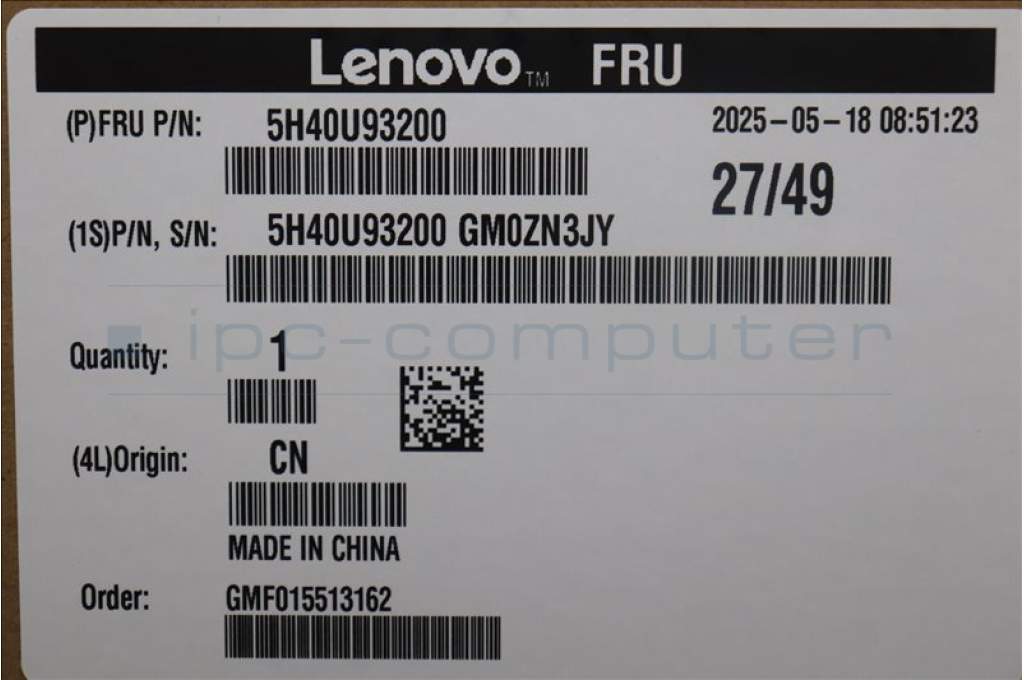 Lenovo™ FRU
(P)FRU P/N: 5H40U93200
2025-05-18 08:51:23
27/49
(1S)P/N, S/N: 5H40U93200 GM0ZN3JY
ipc-computer
Quantity: 1
(4L)Origin: CN
MADE IN CHINA
Order: GMF015513162